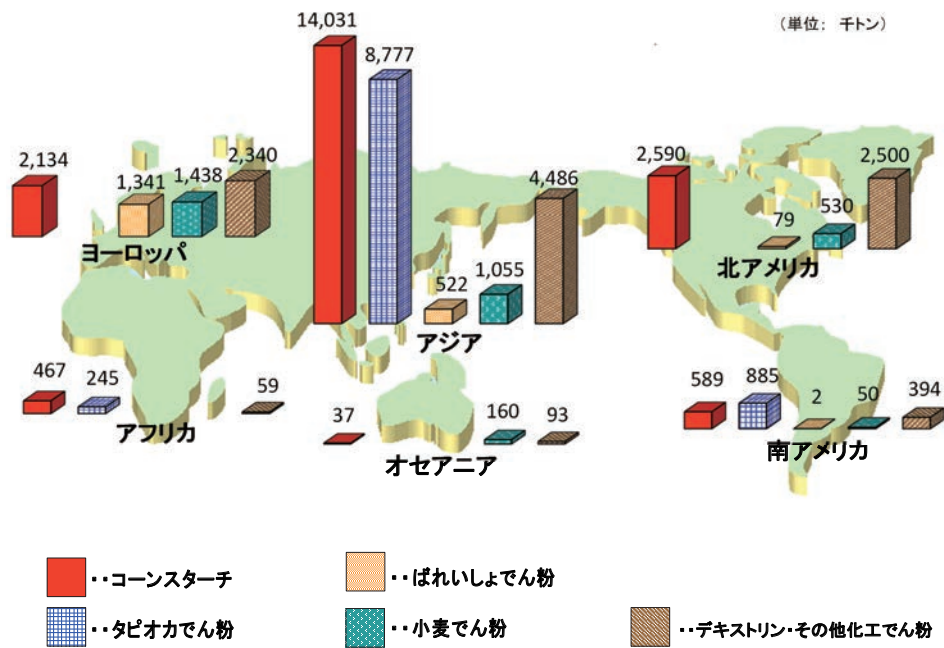 (単位: 千トン)
14,031
8,777
2,134
1,341
1,438
2,340
ヨーロッパ
522
1,055
4,486
アジア
2,590
79
530
2,500
北アメリカ
467
245
59
アフリカ
37
160
93
オセアニア
589
885
2
50
394
南アメリカ
・・コーンスターチ
・・ばれいしょでん粉
・・タピオカでん粉
・・小麦でん粉
・・デキストリン・その他化工でん粉